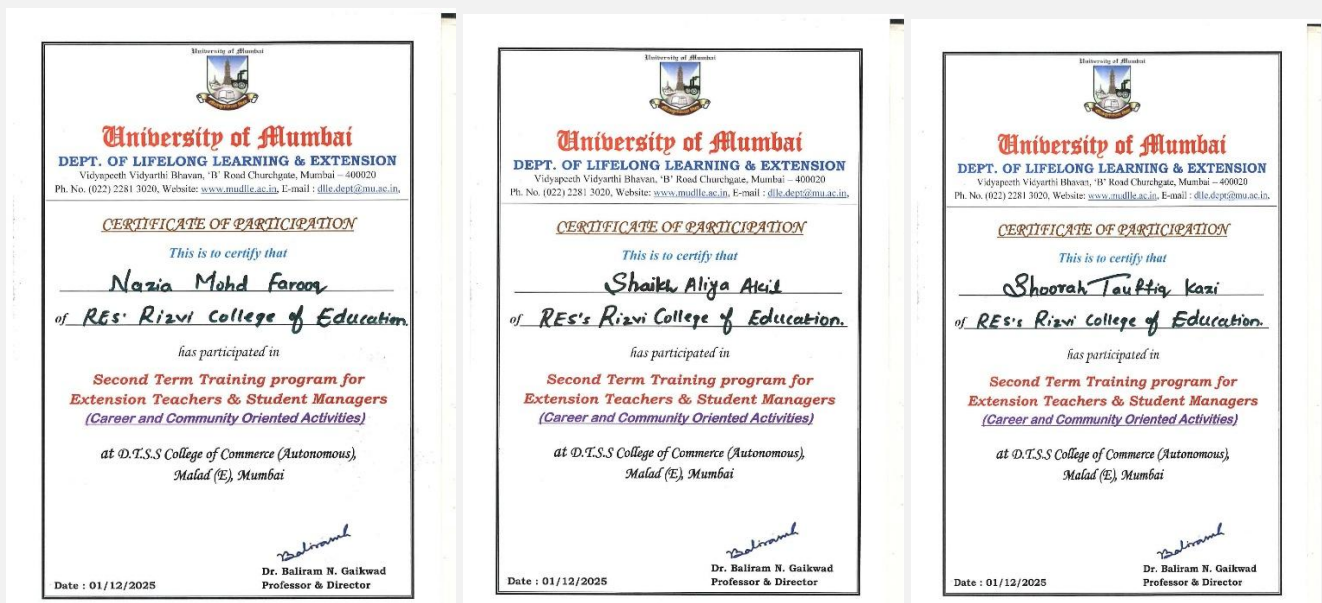 University of Mumbai
University of Mumbai
DEPT. OF LIFELONG LEARNING & EXTENSION
Vidyapeeth Vidyarthi Bhavan, ‘B’ Road Churchgate, Mumbai – 400020
Ph. No. (022) 2281 3020, Website: www.mudlle.ac.in, E-mail : dlle.dept@mu.ac.in,
CERTIFICATE OF PARTICIPATION
This is to certify that
Nazia Mohd Farooq
of RES' Rizvi College of Education.
has participated in
Second Term Training program for
Extension Teachers & Student Managers
(Career and Community Oriented Activities)
at D.T.S.S College of Commerce (Autonomous),
Malad (E), Mumbai
Baliramh
Dr. Baliram N. Gaikwad
Date : 01/12/2025 Professor & Director
University of Mumbai
University of Mumbai
DEPT. OF LIFELONG LEARNING & EXTENSION
Vidyapeeth Vidyarthi Bhavan, ‘B’ Road Churchgate, Mumbai – 400020
Ph. No. (022) 2281 3020, Website: www.mudlle.ac.in, E-mail : dlle.dept@mu.ac.in,
CERTIFICATE OF PARTICIPATION
This is to certify that
Shaikh Aliya Akil
of RES's Rizvi College of Education.
has participated in
Second Term Training program for
Extension Teachers & Student Managers
(Career and Community Oriented Activities)
at D.T.S.S College of Commerce (Autonomous),
Malad (E), Mumbai
Baliramh
Dr. Baliram N. Gaikwad
Date : 01/12/2025 Professor & Director
University of Mumbai
University of Mumbai
DEPT. OF LIFELONG LEARNING & EXTENSION
Vidyapeeth Vidyarthi Bhavan, ‘B’ Road Churchgate, Mumbai – 400020
Ph. No. (022) 2281 3020, Website: www.mudlle.ac.in, E-mail : dlle.dept@mu.ac.in,
CERTIFICATE OF PARTICIPATION
This is to certify that
Shoorah Tauffiq Kazi
of RES's Rizvi College of Education.
has participated in
Second Term Training program for
Extension Teachers & Student Managers
(Career and Community Oriented Activities)
at D.T.S.S College of Commerce (Autonomous),
Malad (E), Mumbai
Baliramh
Dr. Baliram N. Gaikwad
Date : 01/12/2025 Professor & Director